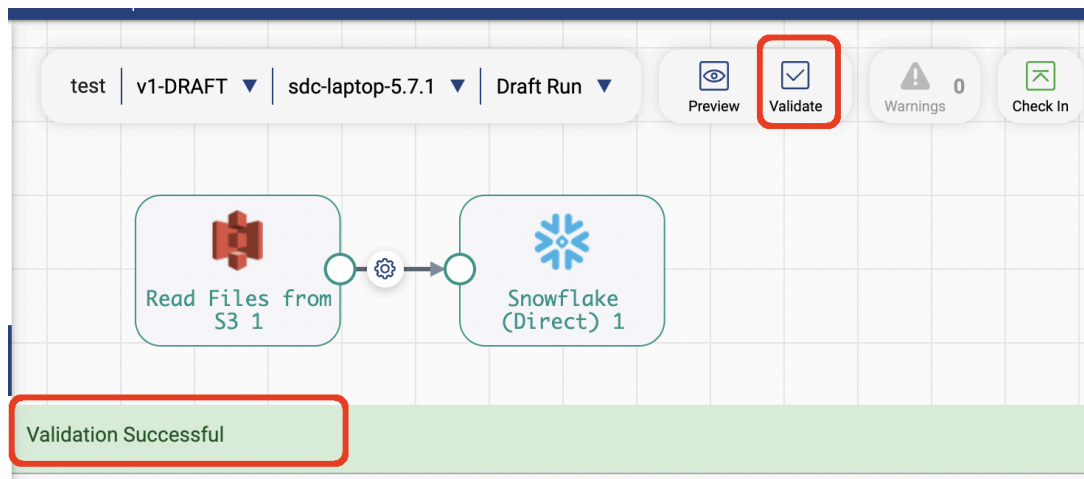 test v1-DRAFT sdc-laptop-5.7.1 Draft Run
Preview
Validate
Warnings 0
Check In
Read Files from
S3 1
Snowflake
(Direct) 1
Validation Successful